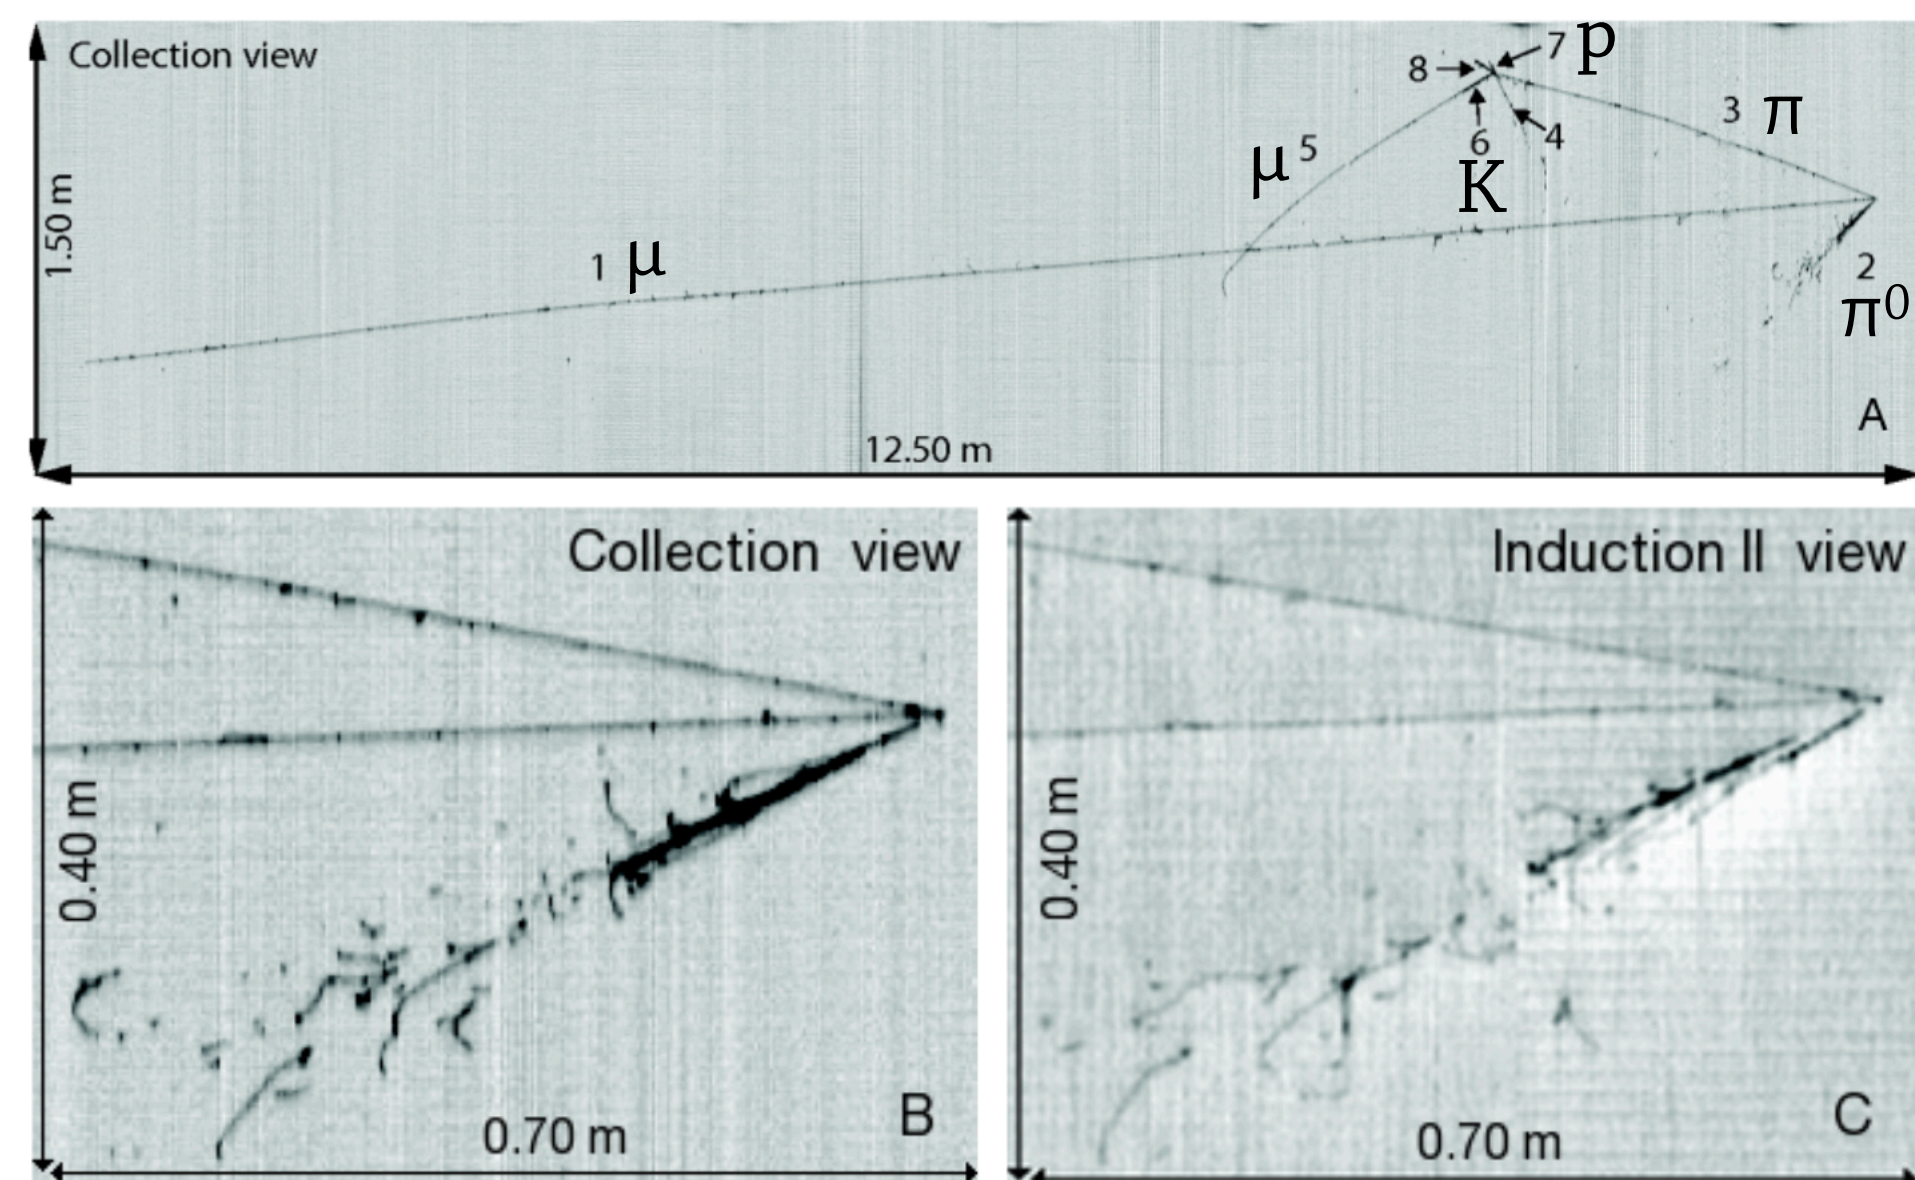 Collection view
7 p
8
3 π
4
6
K
μ 5
1.50 m
1 μ
2
π⁰
A
12.50 m
Collection view
0.40 m
0.70 m
B
Induction II view
0.40 m
0.70 m
C